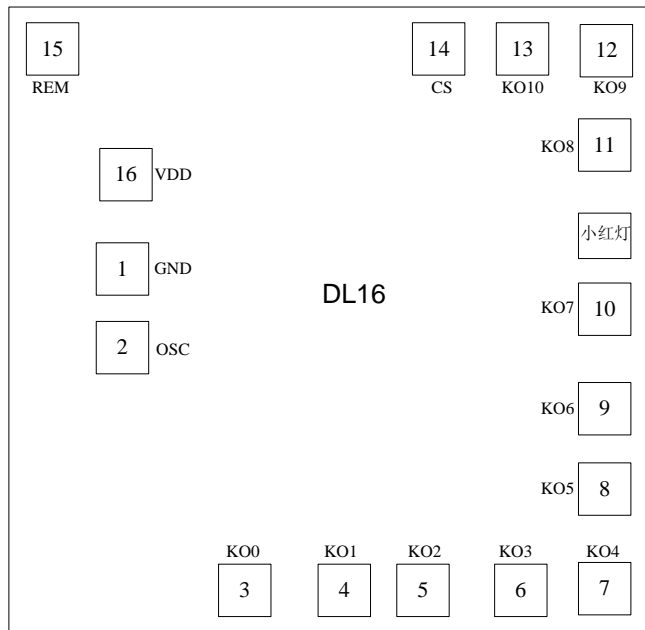 15 14 13 12
REM CS KO10 KO9
KO8 11
16 VDD
小红灯
1 GND
DL16
KO7 10
2 OSC
KO6 9
KO5 8
KO0 KO1 KO2 KO3 KO4
3 4 5 6 7